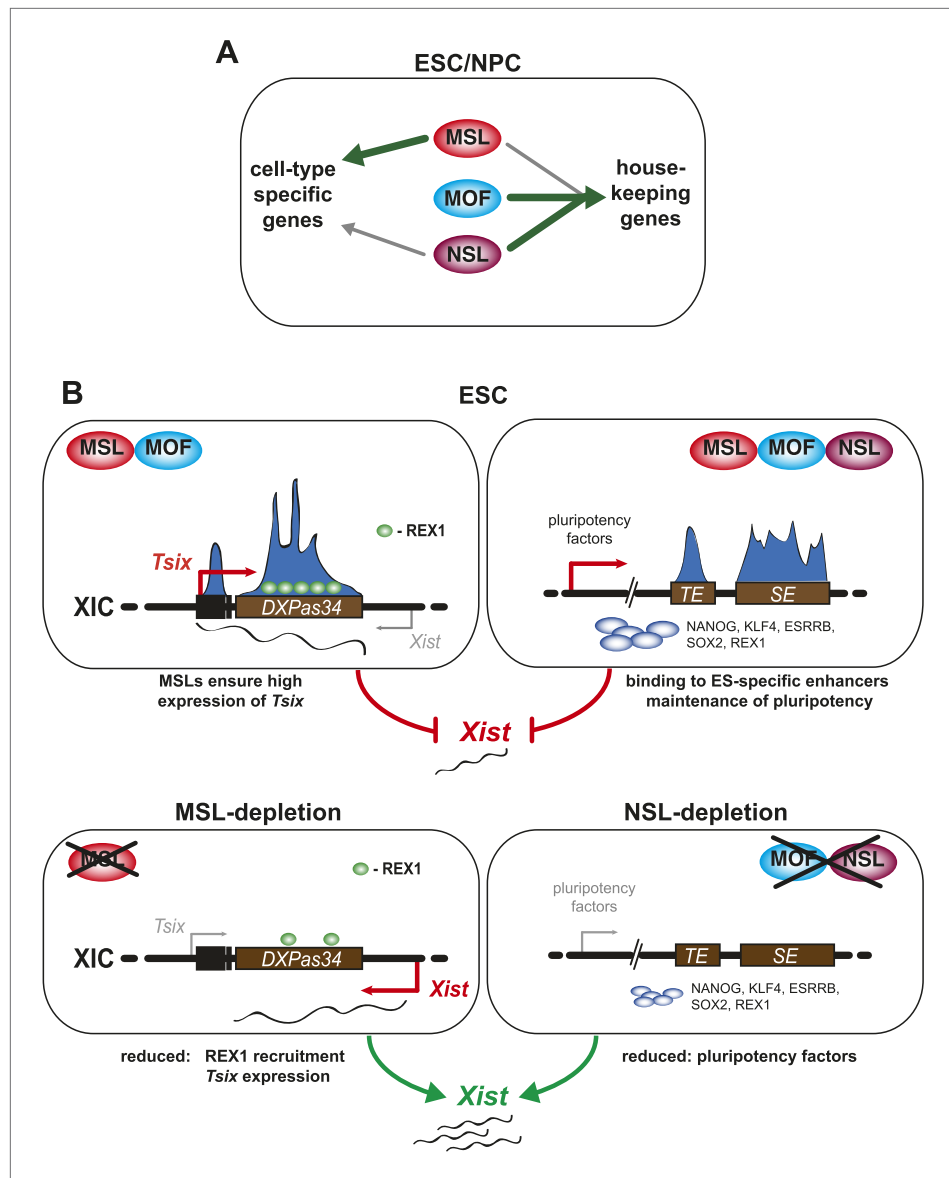 A
ESC/NPC
MSL
cell-type
specific
genes
MOF
house-
keeping
genes
NSL
B
ESC
MSL MOF
- REX1
Tsix
XIC
DXPas34
Xist
MSLs ensure high
expression of Tsix
MSL MOF NSL
pluripotency
factors
TE
SE
NANOG, KLF4, ESRRB,
SOX2, REX1
binding to ES-specific enhancers
maintenance of pluripotency
Xist
MSL-depletion
MSL
- REX1
Tsix
XIC
DXPas34
Xist
reduced: REX1 recruitment
Tsix expression
NSL-depletion
MOF NSL
pluripotency
factors
TE
SE
NANOG, KLF4, ESRRB,
SOX2, REX1
reduced: pluripotency factors
Xist